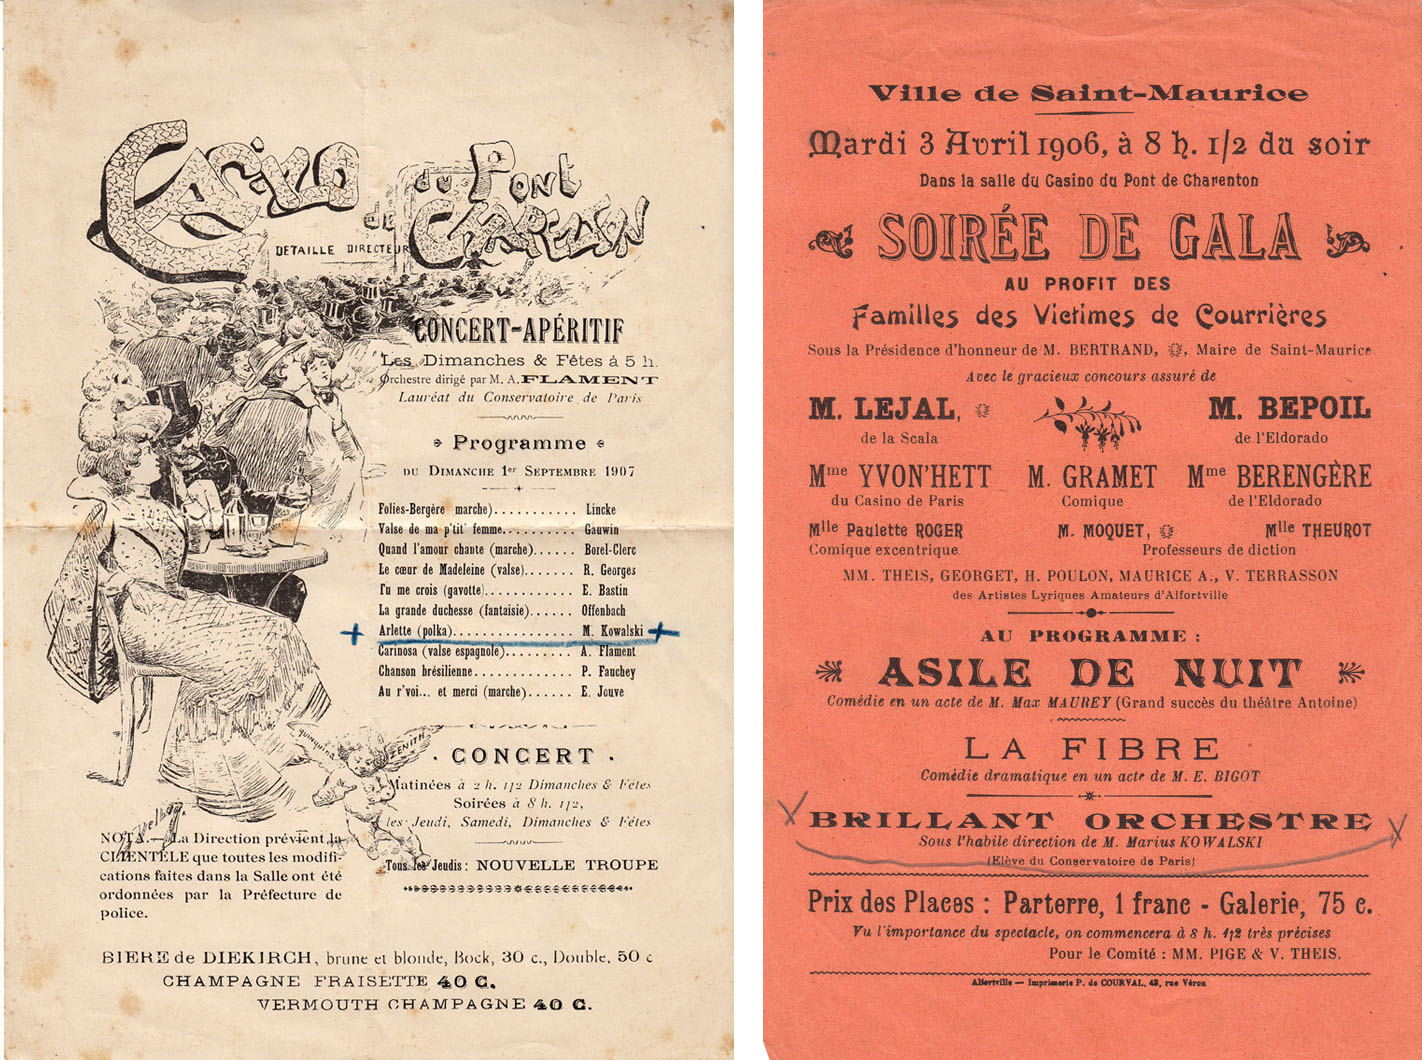 Casino du Pont
de Charenton
DETAILLE DIRECTEUR
CONCERT-APÉRITIF
Les Dimanches & Fêtes à 5 h.
Orchestre dirigé par M. A. FLAMENT
Lauréat du Conservatoire de Paris
Programme
DU DIMANCHE 1er SEPTEMBRE 1907
Folies-Bergère marche)........... Lincke
Valse de ma p'tit' femme.......... Gauwin
Quand l'amour chante (marche)...... Borel-Clerc
Le cœur de Madeleine (valse)....... R. Georges
Tu me crois (gavotte).............. E. Bastin
La grande duchesse (fantaisie)...... Offenbach
Arlette (polka).................. M. Kowalski
Carinosa (valse espagnole)......... A. Flament
Chanson brésilienne.............. P. Fauchey
Au r'voi... et merci (marche)....... E. Jouve
QUINQUINA ZENITH
· CONCERT ·
Matinées à 2 h. 1/2 Dimanches & Fêtes
Soirées à 8 h. 1/2,
les Jeudi, Samedi, Dimanches & Fêtes
Tous les Jeudis : NOUVELLE TROUPE
NOTA. — La Direction prévient la
CLIENTÈLE que toutes les modifi-
cations faites dans la Salle ont été
ordonnées par la Préfecture de
police.
BIERE de DIEKIRCH, brune et blonde, Bock, 30 c., Double, 50 c
CHAMPAGNE FRAISETTE 40 C.
VERMOUTH CHAMPAGNE 40 C.
Ville de Saint-Maurice
Mardi 3 Avril 1906, à 8 h. 1/2 du soir
Dans la salle du Casino du Pont de Charenton
SOIRÉE DE GALA
AU PROFIT DES
Familles des Victimes de Courrières
Sous la Présidence d'honneur de M. BERTRAND, , Maire de Saint-Maurice
Avec le gracieux concours assuré de
M. LEJAL, M. BEPOIL
de la Scala de l'Eldorado
Mme YVON'HETT M. GRAMET Mme BERENGÈRE
du Casino de Paris Comique de l'Eldorado
Mlle Paulette ROGER M. MOQUET, Mlle THEUROT
Comique excentrique Professeurs de diction
MM. THEIS, GEORGET, H. POULON, MAURICE A., V. TERRASSON
des Artistes Lyriques Amateurs d'Alfortville
AU PROGRAMME :
ASILE DE NUIT
Comédie en un acte de M. Max MAUREY (Grand succès du théâtre Antoine)
LA FIBRE
Comédie dramatique en un acte de M. E. BIGOT
BRILLANT ORCHESTRE
Sous l'habile direction de M. Marius KOWALSKI
(Elève du Conservatoire de Paris)
Prix des Places : Parterre, 1 franc - Galerie, 75 c.
Vu l'importance du spectacle, on commencera à 8 h. 1/2 très précises
Pour le Comité : MM. PIGE & V. THEIS.
Alfortville — Imprimerie P. de COURVAL, 43, rue Véron